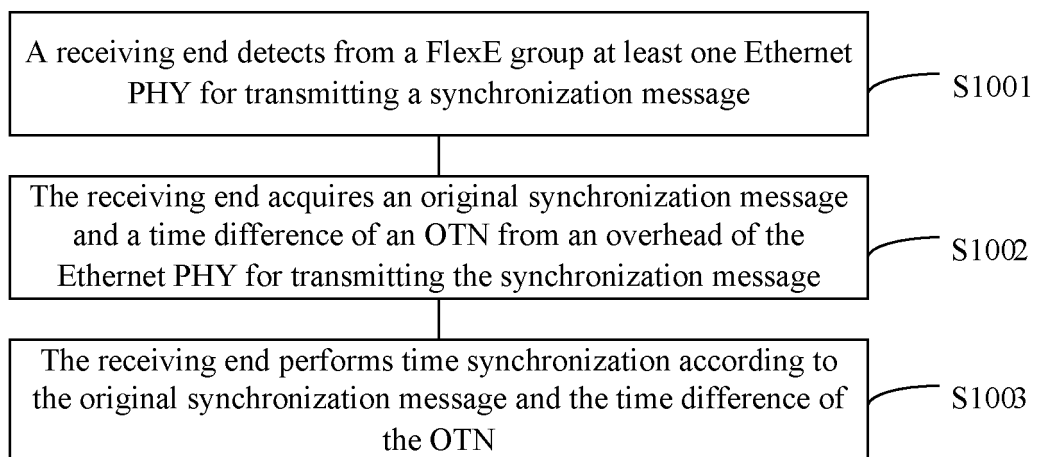 A receiving end detects from a FlexE group at least one Ethernet
PHY for transmitting a synchronization message
S1001
The receiving end acquires an original synchronization message
and a time difference of an OTN from an overhead of the
Ethernet PHY for transmitting the synchronization message
S1002
The receiving end performs time synchronization according to
the original synchronization message and the time difference of
the OTN
S1003